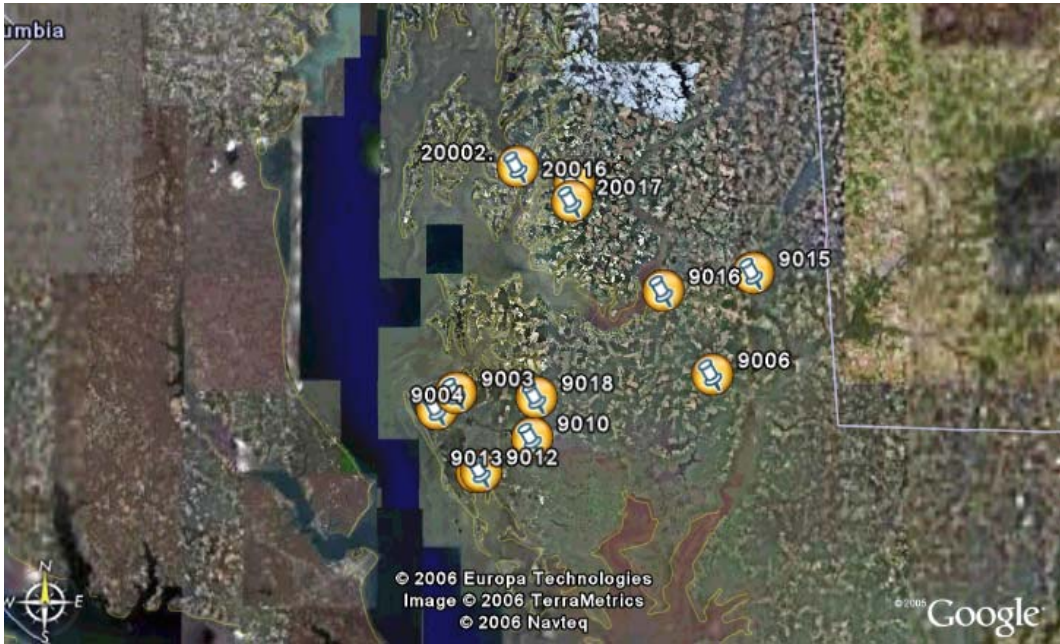 umbia
20002.
20016
20017
9015
9016
9006
9003
9018
9004
9010
9013 9012
© 2006 Europa Technologies
Image © 2006 TerraMetrics
© 2006 Navteq
N
W E
S
©2005 Google